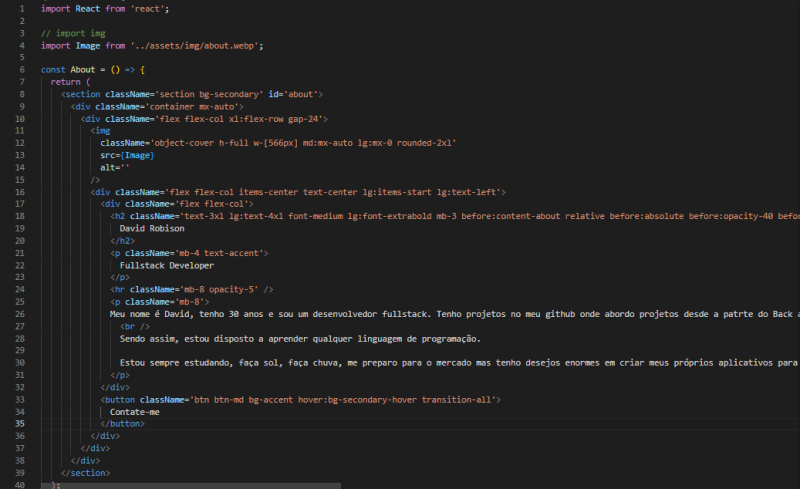 1 import React from 'react';
2
3 // import img
4 import Image from '../assets/img/about.webp';
5
6 const About = () => {
7 return (
8 <section className='section bg-secondary' id='about'>
9 <div className='container mx-auto'>
10 <div className='flex flex-col xl:flex-row gap-24'>
11 <img
12 className='object-cover h-full w-[566px] md:mx-auto lg:mx-0 rounded-2xl'
13 src={Image}
14 alt=''
15 />
16 <div className='flex flex-col items-center text-center lg:items-start lg:text-left'>
17 <div className='flex flex-col'>
18 <h2 className='text-3xl lg:text-4xl font-medium lg:font-extrabold mb-3 before:content-about relative before:absolute before:opacity-40 befor
19 David Robison
20 </h2>
21 <p className='mb-4 text-accent'>
22 Fullstack Developer
23 </p>
24 <hr className='mb-8 opacity-5' />
25 <p className='mb-8'>
26 Meu nome é David, tenho 30 anos e sou um desenvolvedor fullstack. Tenho projetos no meu github onde abordo projetos desde a patrte do Back a
27 <br />
28 Sendo assim, estou disposto a aprender qualquer linguagem de programação.
29
30 Estou sempre estudando, faça sol, faça chuva, me preparo para o mercado mas tenho desejos enormes em criar meus próprios aplicativos para
31 </p>
32 </div>
33 <button className='btn btn-md bg-accent hover:bg-secondary-hover transition-all'>
34 Contate-me
35 </button>
36 </div>
37 </div>
38 </div>
39 </section>
40 );